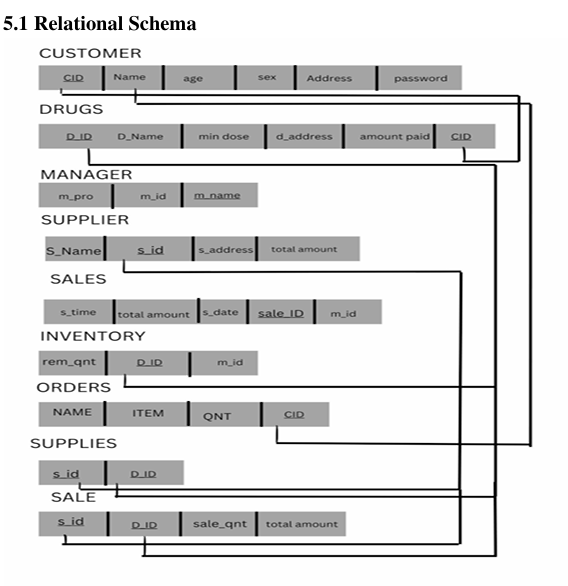 5.1 Relational Schema
CUSTOMER
CID Name age sex Address password
DRUGS
D_ID D_Name min dose d_address amount paid CID
MANAGER
m_pro m_id m_name
SUPPLIER
S_Name s_id s_address total amount
SALES
s_time total amount s_date sale_ID m_id
INVENTORY
rem_qnt D_ID m_id
ORDERS
NAME ITEM QNT CID
SUPPLIES
s_id D_ID
SALE
s_id D_ID sale_qnt total amount